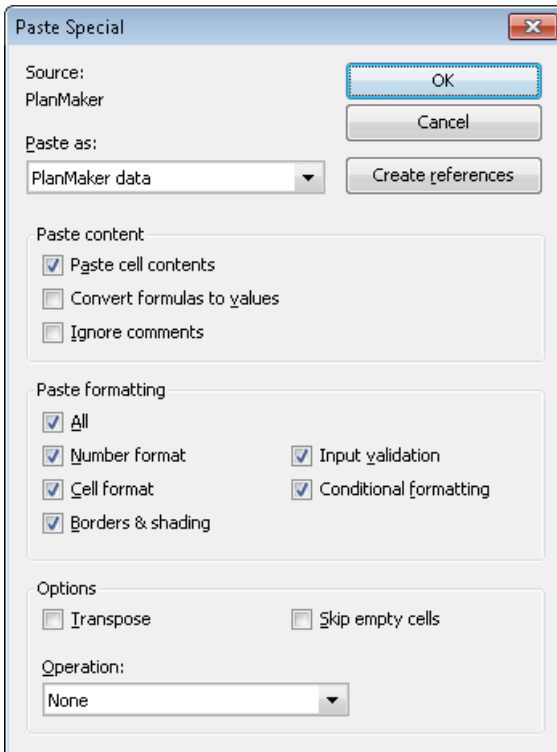 Paste Special
Source:
PlanMaker
OK
Cancel
Paste as:
PlanMaker data
Create references
Paste content
Paste cell contents
Convert formulas to values
Ignore comments
Paste formatting
All
Number format
Input validation
Cell format
Conditional formatting
Borders & shading
Options
Transpose
Skip empty cells
Operation:
None